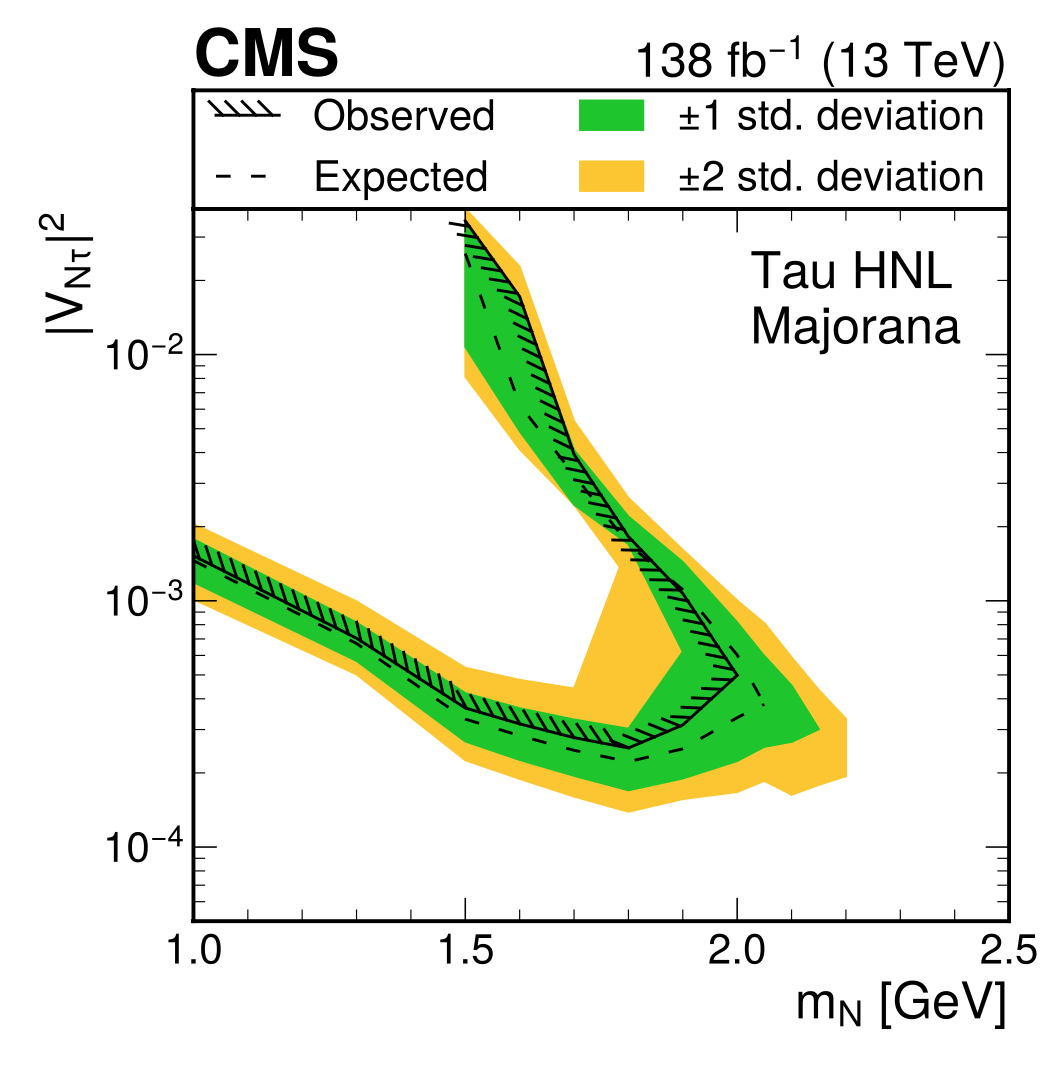 CMS 138 fb⁻¹ (13 TeV)
Observed ±1 std. deviation
Expected ±2 std. deviation
|V_Nτ|²
Tau HNL
Majorana
10⁻²
10⁻³
10⁻⁴
1.0 1.5 2.0 2.5
m_N [GeV]